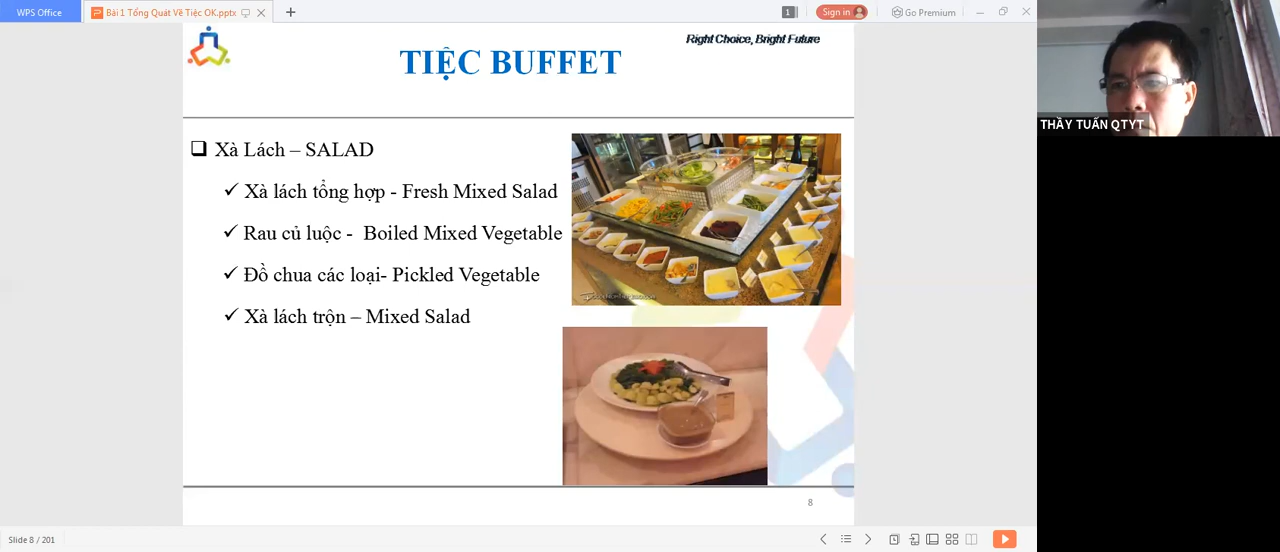 WPS Office
Bài 1 Tổng Quát Về Tiệc OK.pptx
1
Sign in
Go Premium
Right Choice, Bright Future
TIỆC BUFFET
THẦY TUẤN QTYT
Xà Lách – SALAD
Xà lách tổng hợp - Fresh Mixed Salad
Rau củ luộc - Boiled Mixed Vegetable
Đồ chua các loại- Pickled Vegetable
Xà lách trộn – Mixed Salad
8
Slide 8 / 201